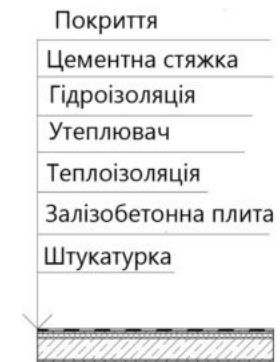 Покриття
Цементна стяжка
Гідроізоляція
Утеплювач
Теплоізоляція
Залізобетонна плита
Штукатурка